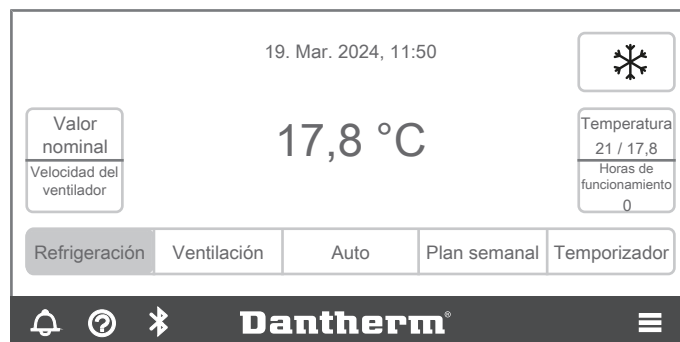 19. Mar. 2024, 11:50
Valor
nominal
Velocidad del
ventilador
17,8 °C
Temperatura
21 / 17,8
Horas de
funcionamiento
0
Refrigeración
Ventilación
Auto
Plan semanal
Temporizador
Dantherm®